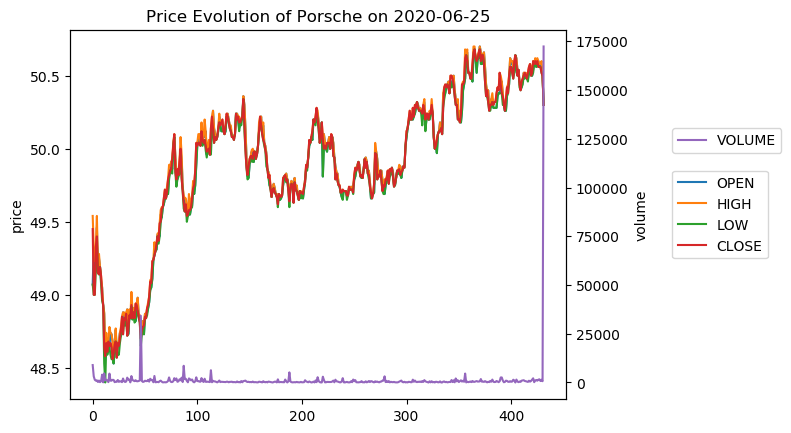 Price Evolution of Porsche on 2020-06-25
price
50.5
50.0
49.5
49.0
48.5
0
100
200
300
400
175000
150000
125000
100000
75000
50000
25000
0
volume
VOLUME
OPEN
HIGH
LOW
CLOSE